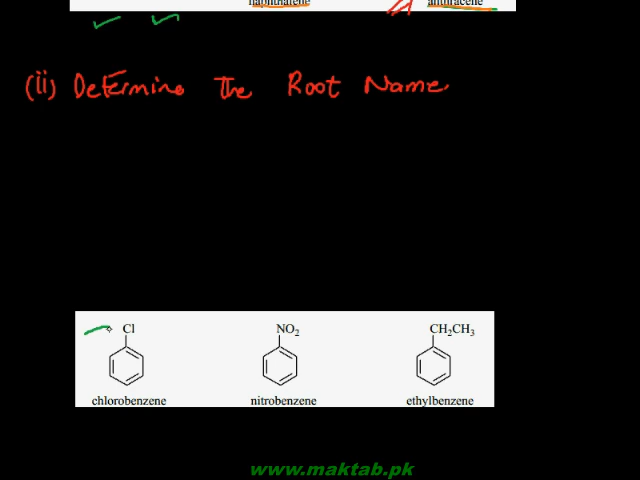 naphthalene anthracene
(ii) Determine The Root Name
Cl NO2 CH2CH3
chlorobenzene nitrobenzene ethylbenzene
www.maktab.pk